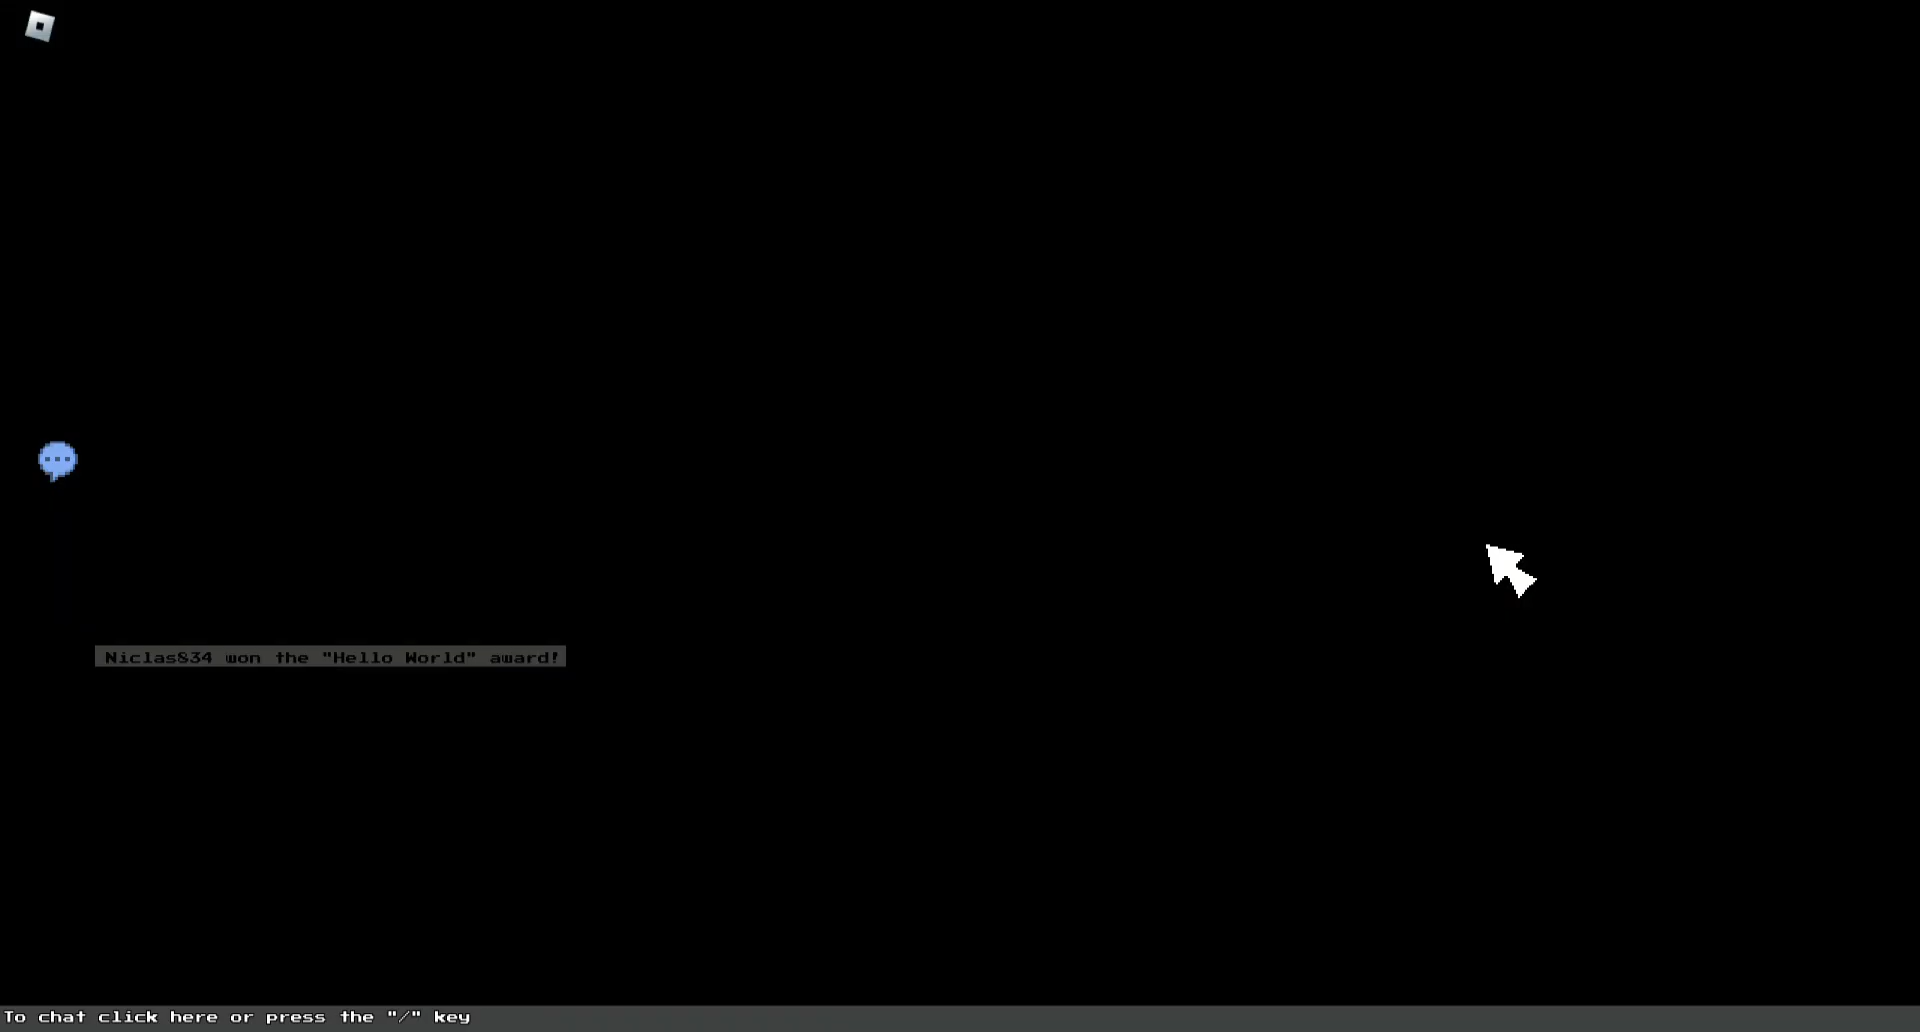 Niclas834 won the "Hello World" award!
To chat click here or press the "/" key